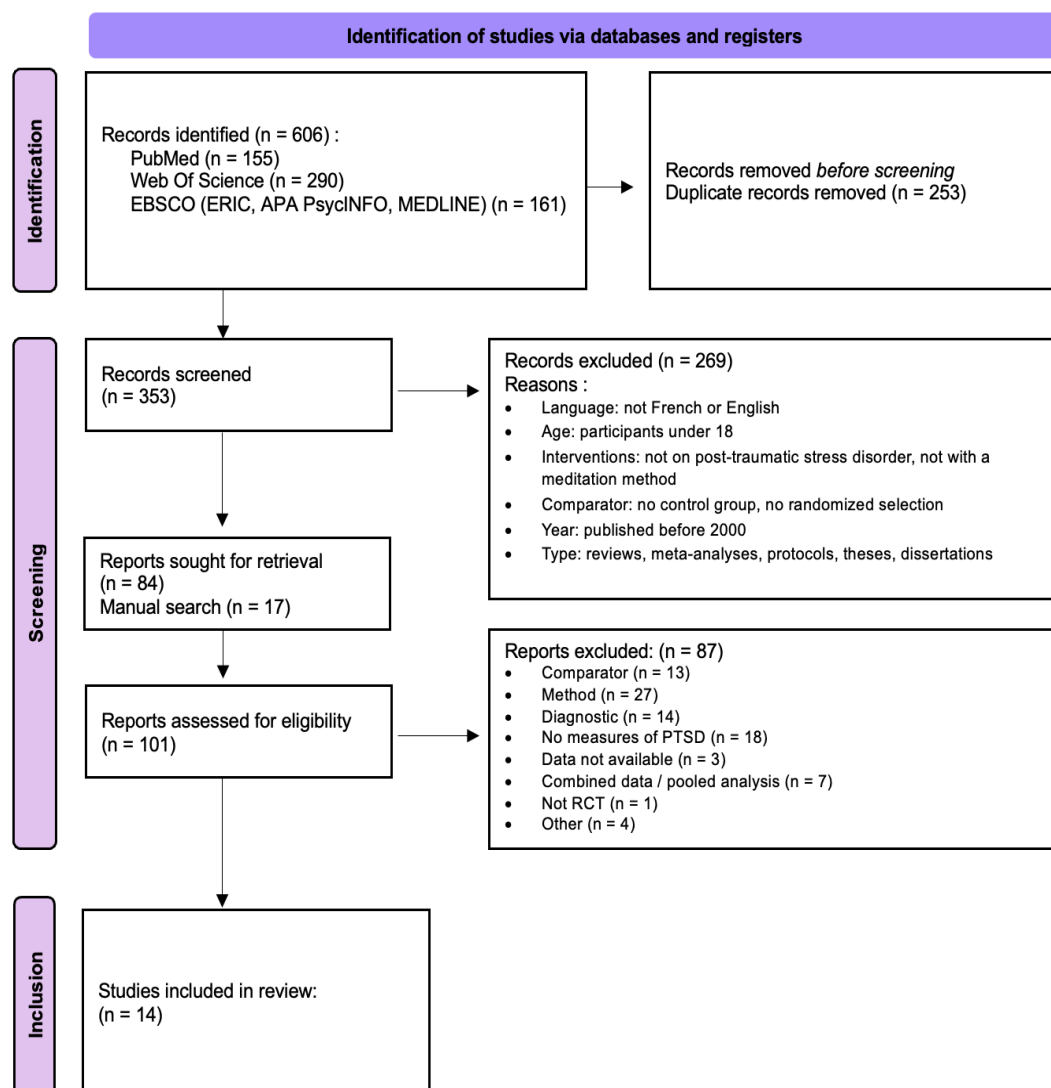 Identification of studies via databases and registers
Identification
Records identified (n = 606) :
PubMed (n = 155)
Web Of Science (n = 290)
EBSCO (ERIC, APA PsycINFO, MEDLINE) (n = 161)
Records removed before screening
Duplicate records removed (n = 253)
Screening
Records screened
(n = 353)
Records excluded (n = 269)
Reasons :
• Language: not French or English
• Age: participants under 18
• Interventions: not on post-traumatic stress disorder, not with a
meditation method
• Comparator: no control group, no randomized selection
• Year: published before 2000
• Type: reviews, meta-analyses, protocols, theses, dissertations
Reports sought for retrieval
(n = 84)
Manual search (n = 17)
Reports assessed for eligibility
(n = 101)
Reports excluded: (n = 87)
• Comparator (n = 13)
• Method (n = 27)
• Diagnostic (n = 14)
• No measures of PTSD (n = 18)
• Data not available (n = 3)
• Combined data / pooled analysis (n = 7)
• Not RCT (n = 1)
• Other (n = 4)
Inclusion
Studies included in review:
(n = 14)